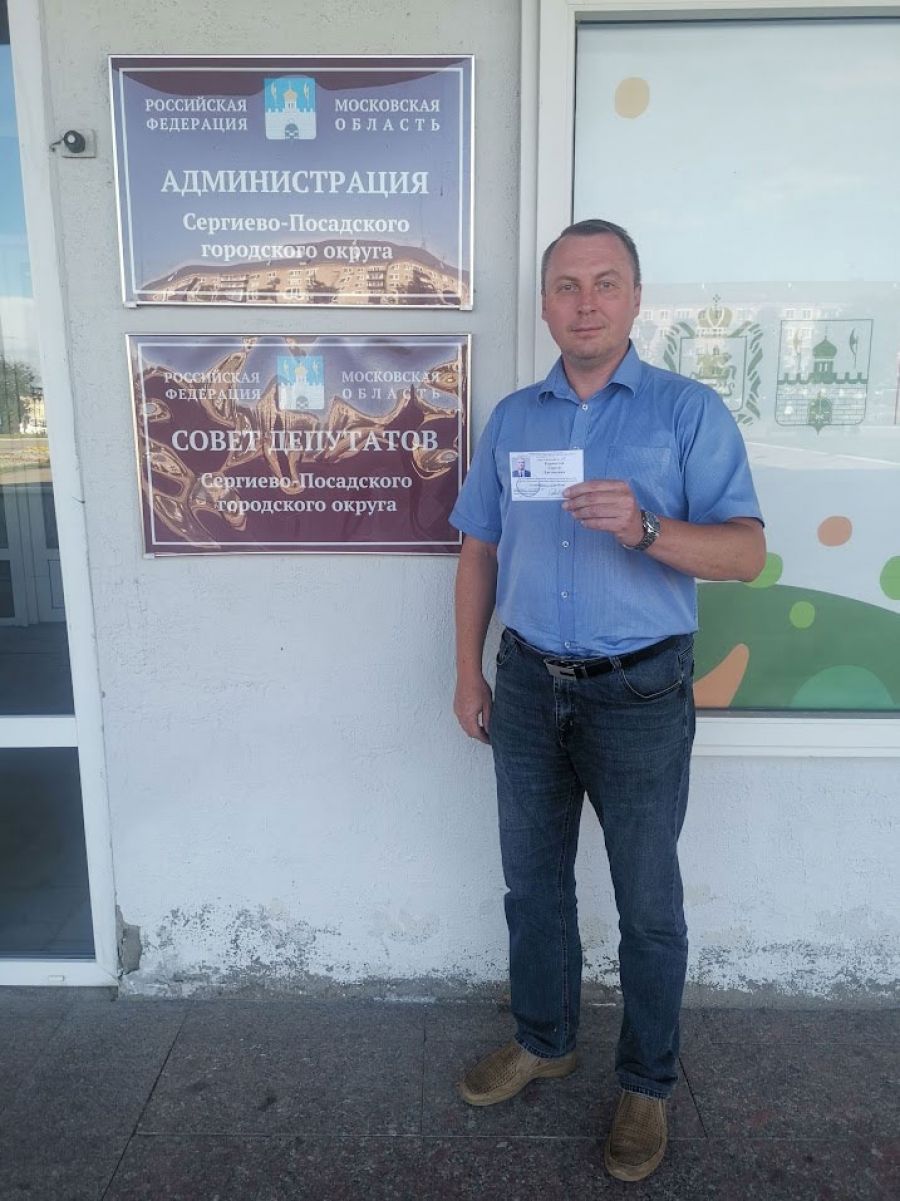 РОССИЙСКАЯ
ФЕДЕРАЦИЯ
МОСКОВСКАЯ
ОБЛАСТЬ
АДМИНИСТРАЦИЯ
Сергиево-Посадского
городского округа
РОССИЙСКАЯ
ФЕДЕРАЦИЯ
МОСКОВСКАЯ
ОБЛАСТЬ
СОВЕТ ДЕПУТАТОВ
Сергиево-Посадского
городского округа